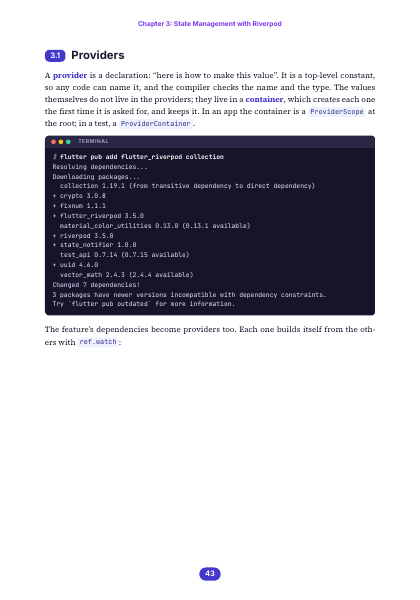 Chapter 3: State Management with Riverpod
3.1 Providers
A provider is a declaration: “here is how to make this value”. It is a top-level constant,
so any code can name it, and the compiler checks the name and the type. The values
themselves do not live in the providers; they live in a container, which creates each one
the first time it is asked for, and keeps it. In an app the container is a ProviderScope at
the root; in a test, a ProviderContainer.
TERMINAL
$ flutter pub add flutter_riverpod collection
Resolving dependencies...
Downloading packages...
collection 1.19.1 (from transitive dependency to direct dependency)
+ crypto 3.0.8
+ fixnum 1.1.1
+ flutter_riverpod 3.5.0
material_color_utilities 0.13.0 (0.13.1 available)
+ riverpod 3.5.0
+ state_notifier 1.0.0
test_api 0.7.14 (0.7.15 available)
+ uuid 4.6.0
vector_math 2.4.3 (2.4.4 available)
Changed 7 dependencies!
3 packages have newer versions incompatible with dependency constraints.
Try `flutter pub outdated` for more information.
The feature’s dependencies become providers too. Each one builds itself from the oth-
ers with ref.watch:
43